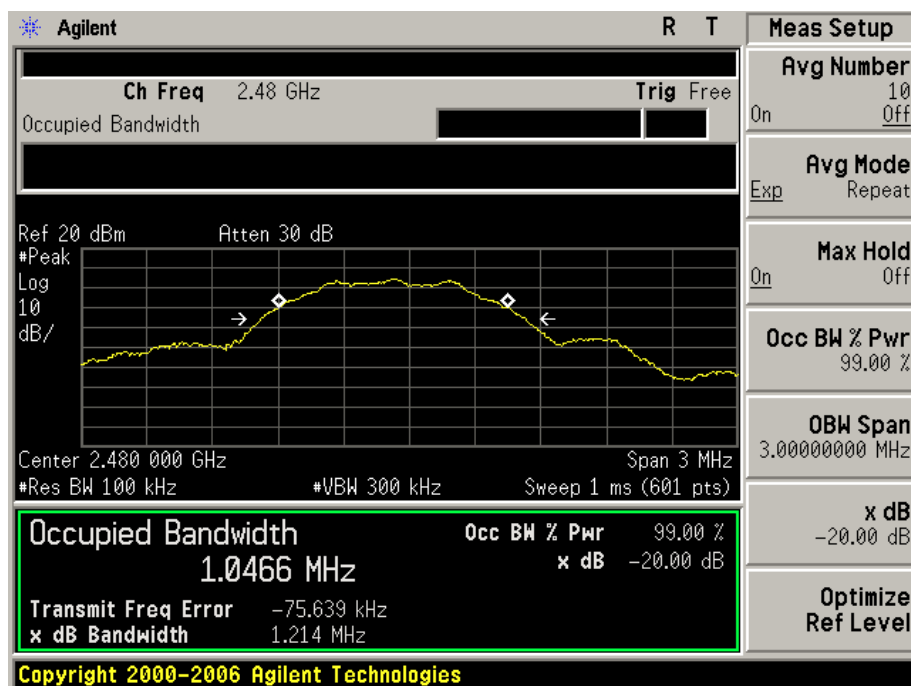 Agilent R T
Meas Setup
Ch Freq 2.48 GHz Trig Free
Occupied Bandwidth
Ref 20 dBm Atten 30 dB
#Peak
Log
10
dB/
Center 2.480 000 GHz Span 3 MHz
#Res BW 100 kHz #VBW 300 kHz Sweep 1 ms (601 pts)
Occupied Bandwidth
1.0466 MHz
Occ BW % Pwr 99.00 %
x dB -20.00 dB
Transmit Freq Error -75.639 kHz
x dB Bandwidth 1.214 MHz
Avg Number
10
On Off
Avg Mode
Exp Repeat
Max Hold
On Off
Occ BW % Pwr
99.00 %
OBW Span
3.00000000 MHz
x dB
-20.00 dB
Optimize
Ref Level
Copyright 2000-2006 Agilent Technologies